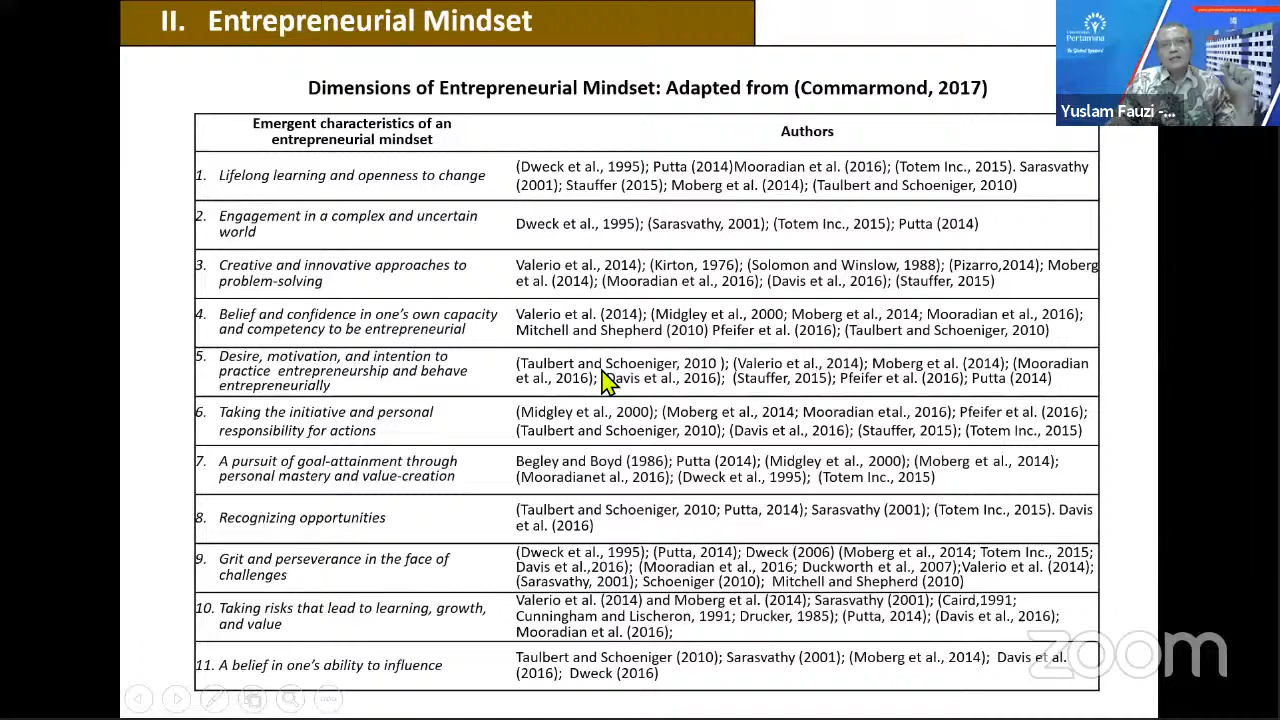 II. Entrepreneurial Mindset
Universitas
Pertamina
Yuslam Fauzi -...
Dimensions of Entrepreneurial Mindset: Adapted from (Commarmond, 2017)
Emergent characteristics of an
entrepreneurial mindset
Authors
1. Lifelong learning and openness to change
(Dweck et al., 1995); Putta (2014)Mooradian et al. (2016); (Totem Inc., 2015). Sarasvathy
(2001); Stauffer (2015); Moberg et al. (2014); (Taulbert and Schoeniger, 2010)
2. Engagement in a complex and uncertain
world
Dweck et al., 1995); (Sarasvathy, 2001); (Totem Inc., 2015); Putta (2014)
3. Creative and innovative approaches to
problem-solving
Valerio et al., 2014); (Kirton, 1976); (Solomon and Winslow, 1988); (Pizarro,2014); Moberg
et al. (2014); (Mooradian et al., 2016); (Davis et al., 2016); (Stauffer, 2015)
4. Belief and confidence in one's own capacity
and competency to be entrepreneurial
Valerio et al. (2014); (Midgley et al., 2000; Moberg et al., 2014; Mooradian et al., 2016);
Mitchell and Shepherd (2010) Pfeifer et al. (2016); (Taulbert and Schoeniger, 2010)
5. Desire, motivation, and intention to
practice entrepreneurship and behave
entrepreneurially
(Taulbert and Schoeniger, 2010 ); (Valerio et al., 2014); Moberg et al. (2014); (Mooradian
et al., 2016); (Davis et al., 2016); (Stauffer, 2015); Pfeifer et al. (2016); Putta (2014)
6. Taking the initiative and personal
responsibility for actions
(Midgley et al., 2000); (Moberg et al., 2014; Mooradian etal., 2016); Pfeifer et al. (2016);
(Taulbert and Schoeniger, 2010); (Davis et al., 2016); (Stauffer, 2015); (Totem Inc., 2015)
7. A pursuit of goal-attainment through
personal mastery and value-creation
Begley and Boyd (1986); Putta (2014); (Midgley et al., 2000); (Moberg et al., 2014);
(Mooradianet al., 2016); (Dweck et al., 1995); (Totem Inc., 2015)
8. Recognizing opportunities
(Taulbert and Schoeniger, 2010; Putta, 2014); Sarasvathy (2001); (Totem Inc., 2015). Davis
et al. (2016)
9. Grit and perseverance in the face of
challenges
(Dweck et al., 1995); (Putta, 2014); Dweck (2006) (Moberg et al., 2014; Totem Inc., 2015;
Davis et al.,2016); (Mooradian et al., 2016; Duckworth et al., 2007);Valerio et al. (2014);
(Sarasvathy, 2001); Schoeniger (2010); Mitchell and Shepherd (2010)
10. Taking risks that lead to learning, growth,
and value
Valerio et al. (2014) and Moberg et al. (2014); Sarasvathy (2001); (Caird,1991;
Cunningham and Lischeron, 1991; Drucker, 1985); (Putta, 2014); (Davis et al., 2016);
Mooradian et al. (2016);
11. A belief in one's ability to influence
Taulbert and Schoeniger (2010); Sarasvathy (2001); (Moberg et al., 2014); Davis et al.
(2016); Dweck (2016)
zoom